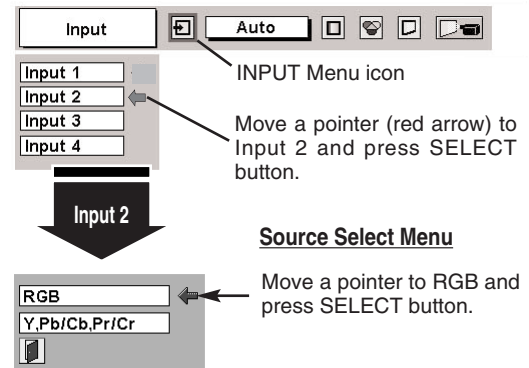 Input
Auto
INPUT Menu icon
Input 1
Input 2
Input 3
Input 4
Move a pointer (red arrow) to
Input 2 and press SELECT
button.
Input 2
Source Select Menu
RGB
Y,Pb/Cb,Pr/Cr
Move a pointer to RGB and
press SELECT button.